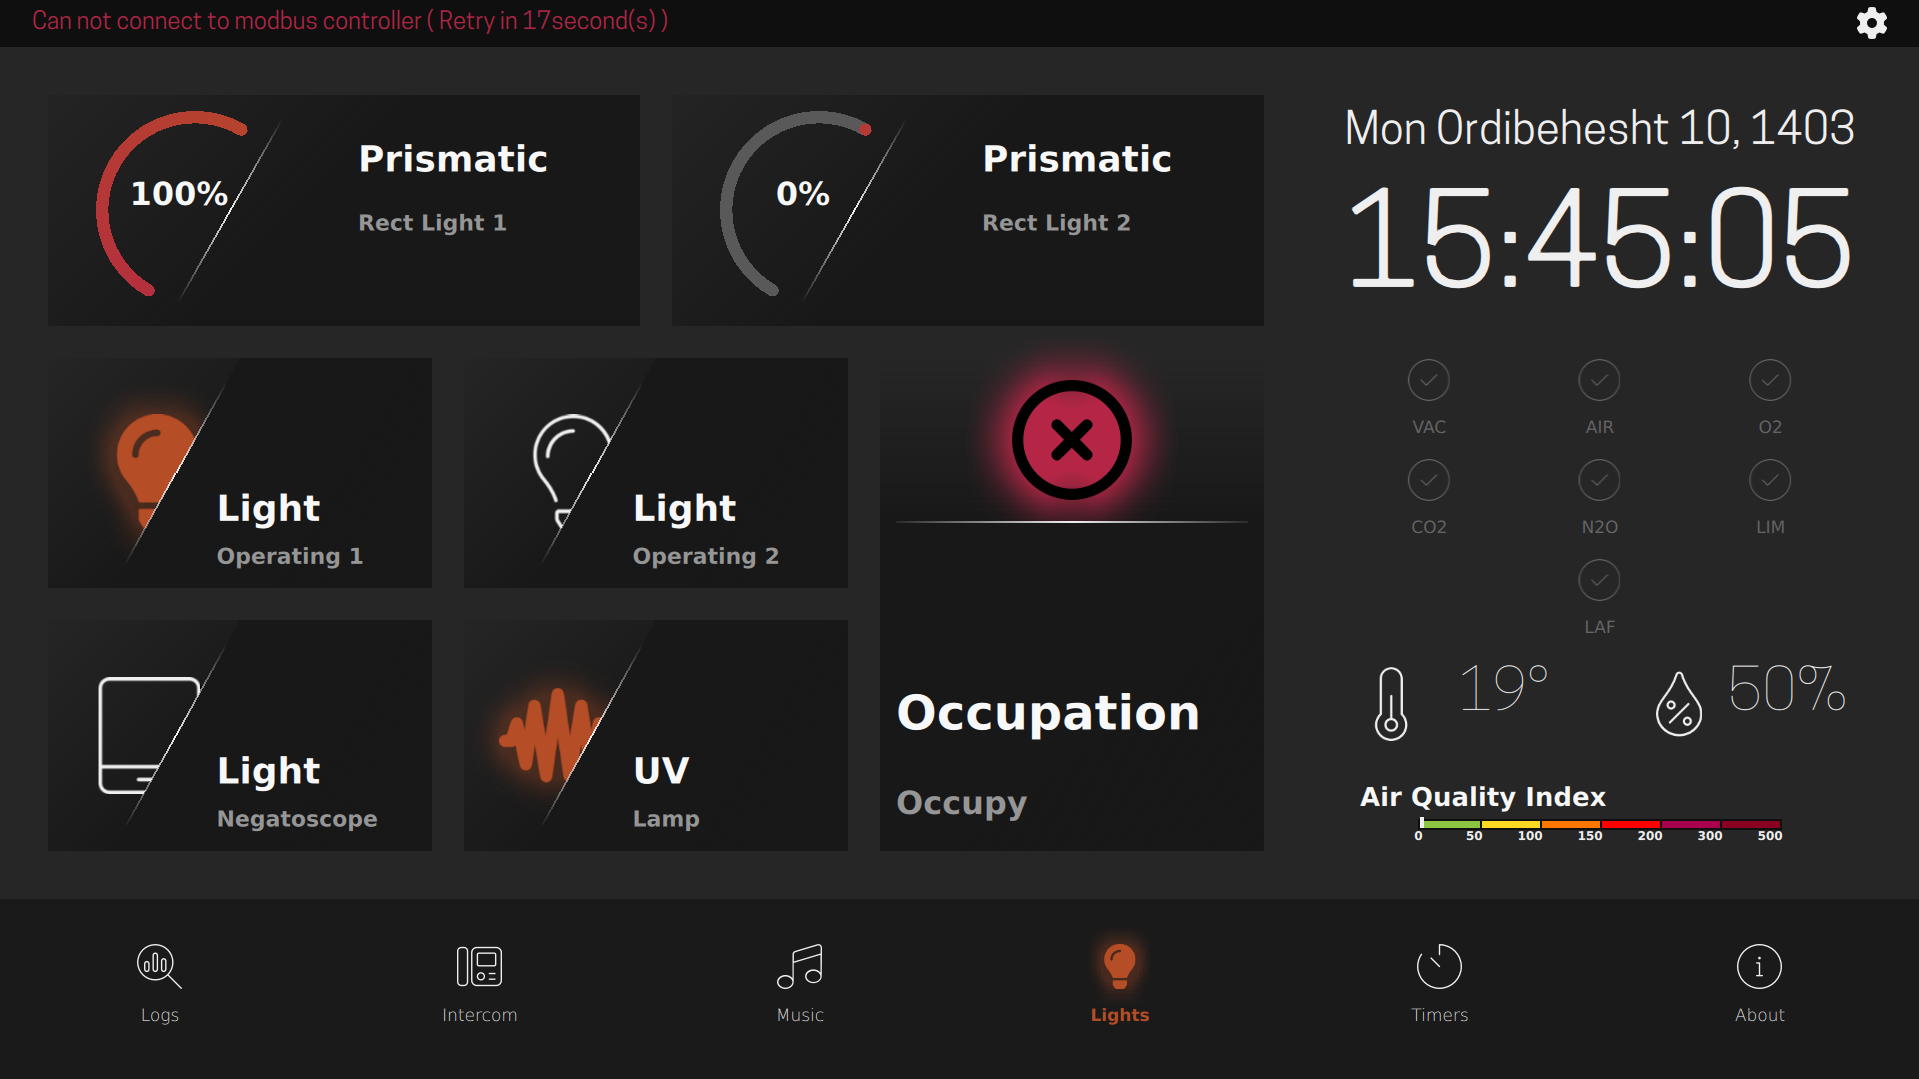 Can not connect to modbus controller ( Retry in 17second(s) )
100%
Prismatic
Rect Light 1
0%
Prismatic
Rect Light 2
Mon Ordibehesht 10, 1403
15:45:05
Light
Operating 1
Light
Operating 2
Occupation
Occupy
VAC
AIR
O2
CO2
N2O
LIM
LAF
Light
Negatoscope
UV
Lamp
19°
50%
Air Quality Index
0 50 100 150 200 300 500
Logs
Intercom
Music
Lights
Timers
About